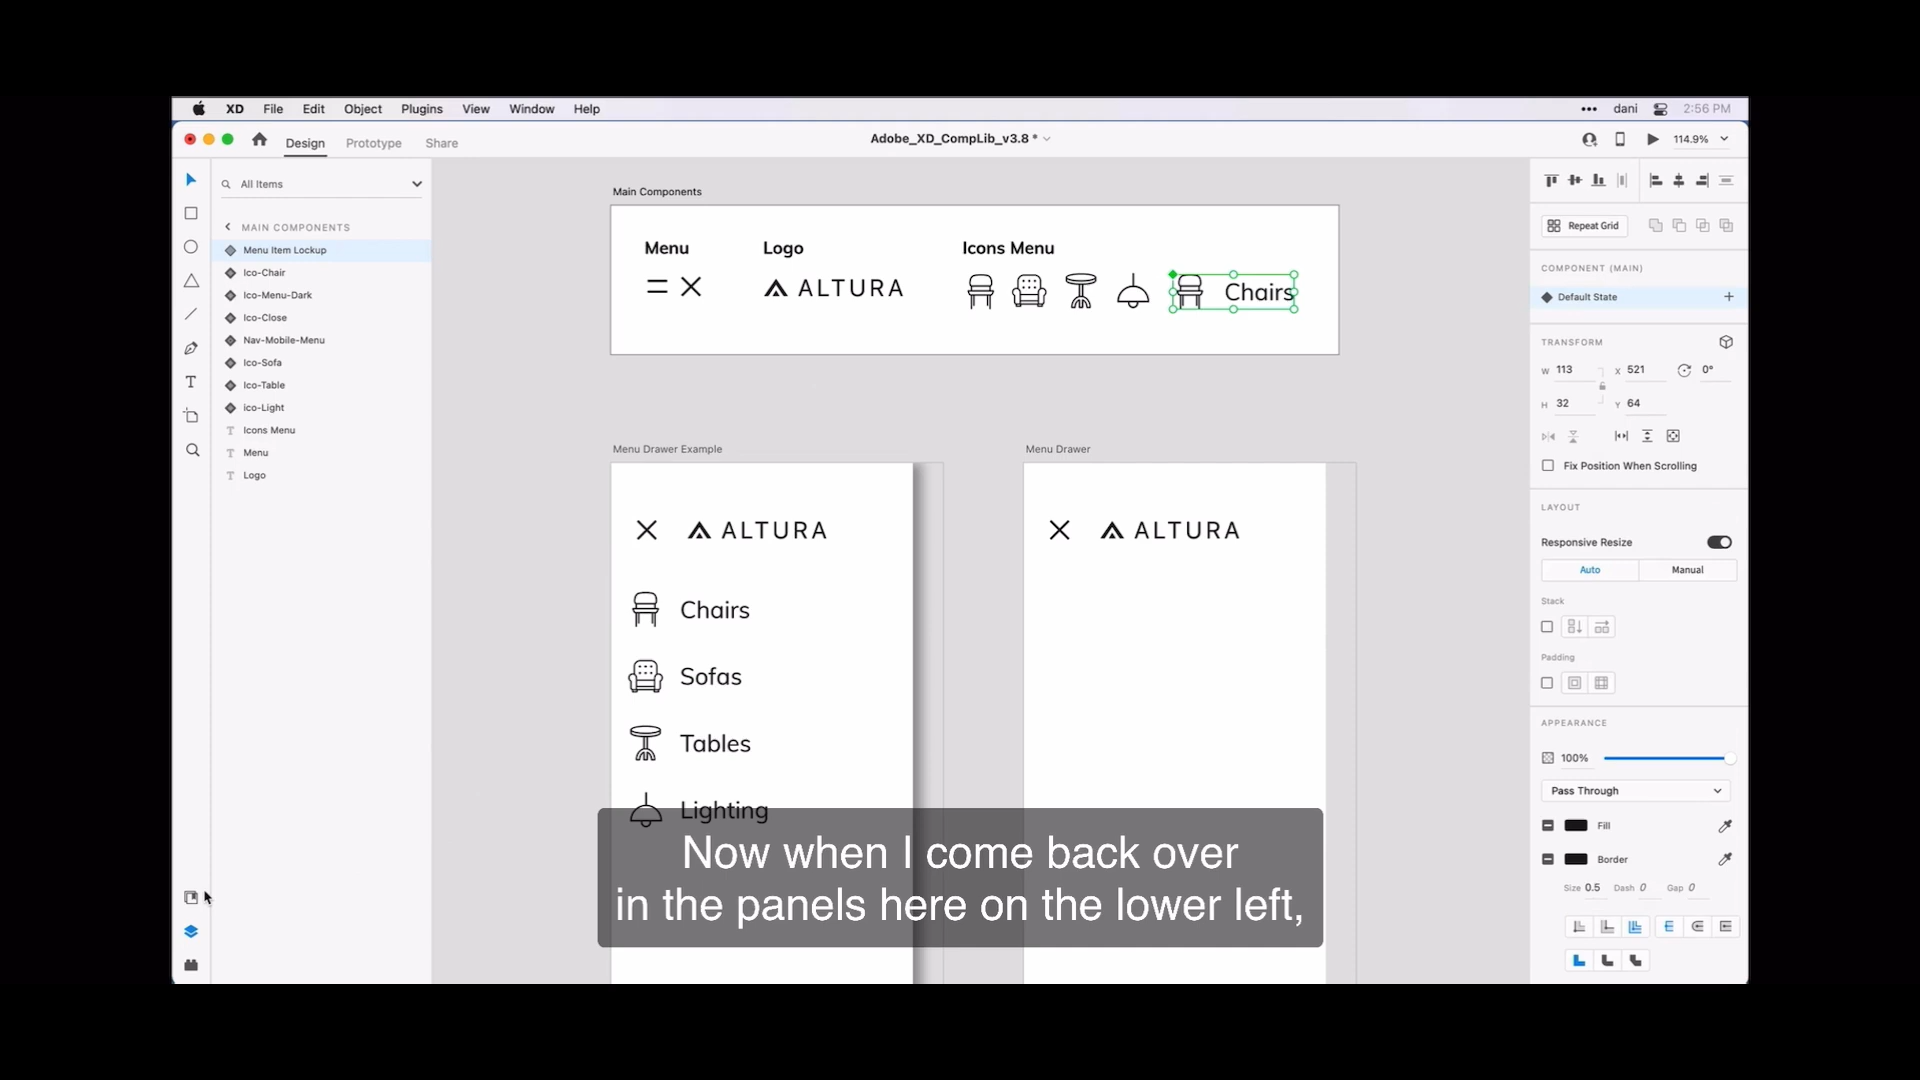 XD File Edit Object Plugins View Window Help
dani 2:56 PM
Design Prototype Share
Adobe_XD_CompLib_v3.8 *
114.9%
All Items
MAIN COMPONENTS
Menu Item Lockup
Ico-Chair
Ico-Menu-Dark
Ico-Close
Nav-Mobile-Menu
Ico-Sofa
Ico-Table
ico-Light
Icons Menu
Menu
Logo
Main Components
Menu Logo Icons Menu
ALTURA
Chairs
Menu Drawer Example
ALTURA
Chairs
Sofas
Tables
Lighting
Menu Drawer
ALTURA
Now when I come back over
in the panels here on the lower left,
Repeat Grid
COMPONENT (MAIN)
Default State
TRANSFORM
W 113 X 521 0°
H 32 Y 64
Fix Position When Scrolling
LAYOUT
Responsive Resize
Auto Manual
Stack
Padding
APPEARANCE
100%
Pass Through
Fill
Border
Size 0.5 Dash 0 Gap 0